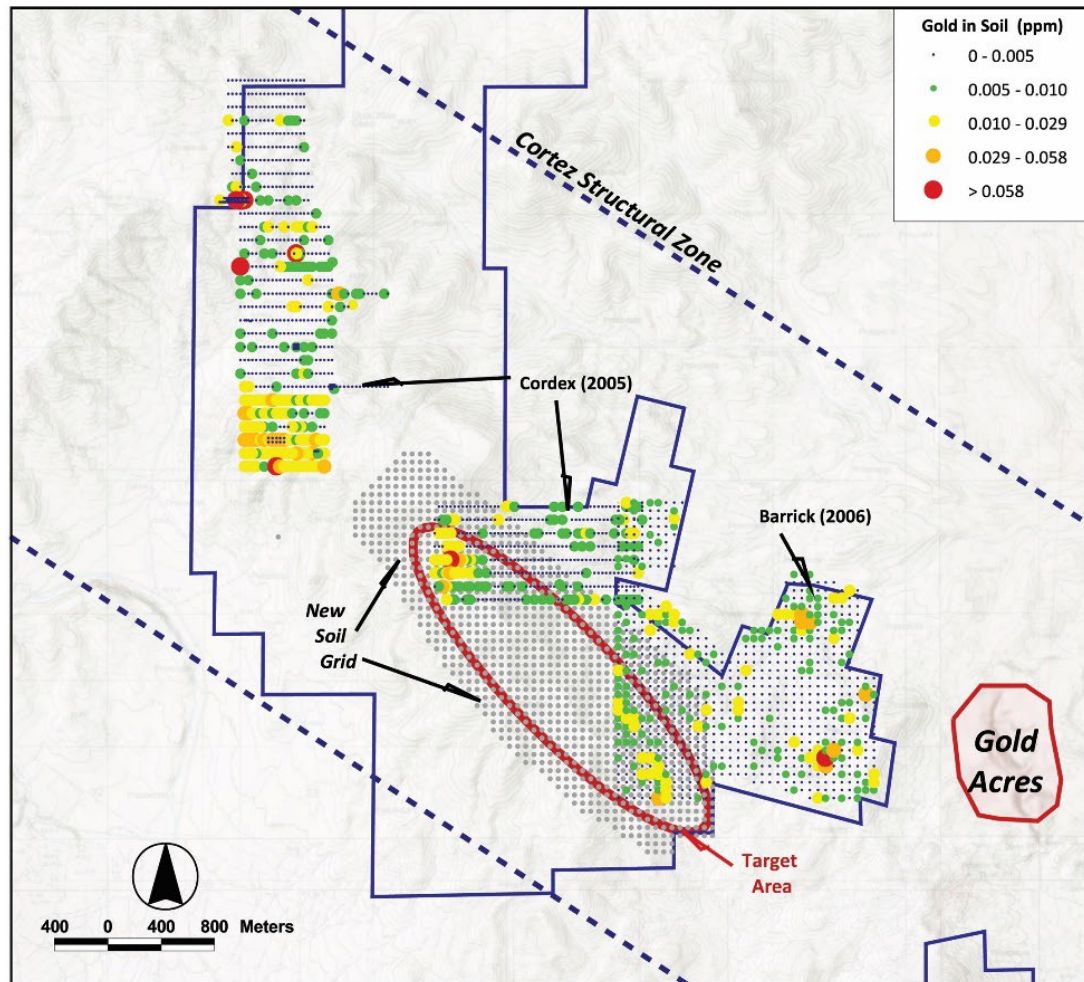 Gold in Soil (ppm)
0 - 0.005
0.005 - 0.010
0.010 - 0.029
0.029 - 0.058
> 0.058
Cortez Structural Zone
Cordex (2005)
Barrick (2006)
New
Soil
Grid
Gold
Acres
Target
Area
400 0 400 800 Meters